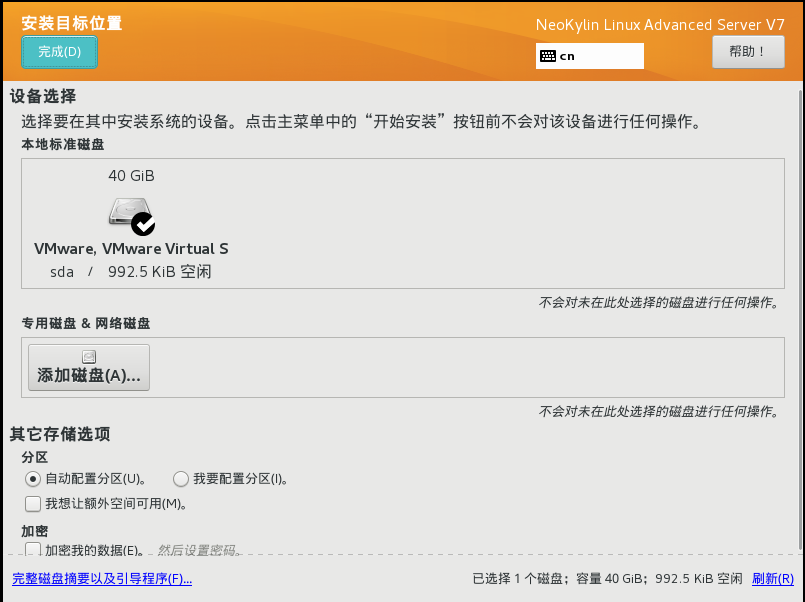 安装目标位置
NeoKylin Linux Advanced Server V7
完成(D)
cn
帮助！
设备选择
选择要在其中安装系统的设备。点击主菜单中的“开始安装”按钮前不会对该设备进行任何操作。
本地标准磁盘
40 GiB
VMware, VMware Virtual S
sda / 992.5 KiB 空闲
不会对未在此处选择的磁盘进行任何操作。
专用磁盘 & 网络磁盘
添加磁盘(A)...
不会对未在此处选择的磁盘进行任何操作。
其它存储选项
分区
自动配置分区(U)。 我要配置分区(I)。
我想让额外空间可用(M)。
加密
加密我的数据(E)。 然后设置密码。
完整磁盘摘要以及引导程序(F)... 已选择 1 个磁盘；容量 40 GiB；992.5 KiB 空闲 刷新(R)